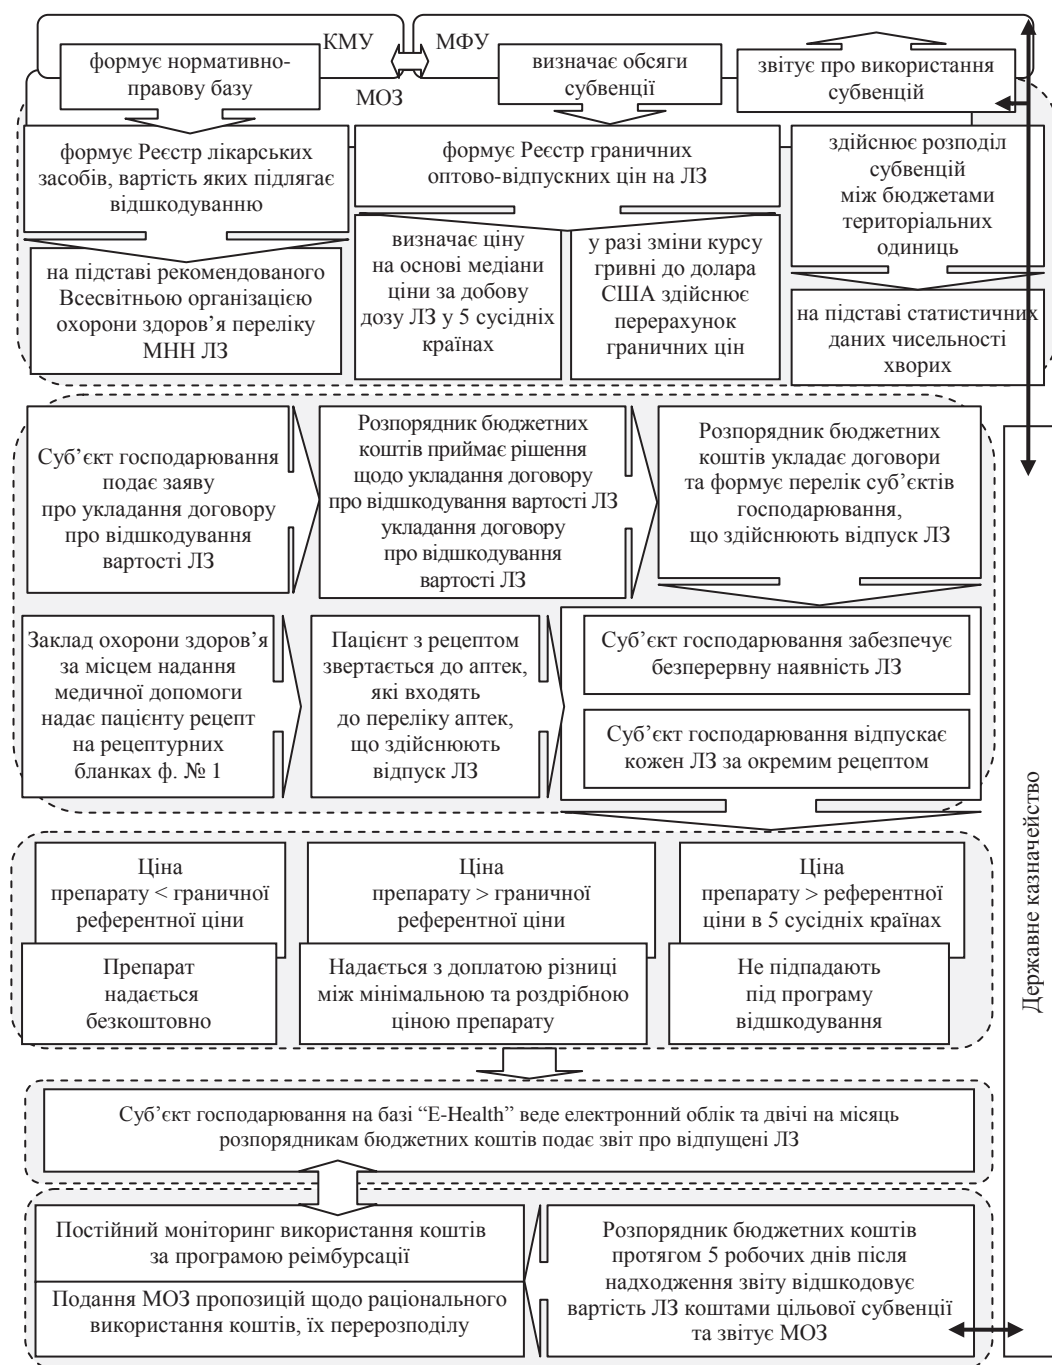 КМУ
МФУ
формує нормативно-
правову базу
МОЗ
визначає обсяги
субвенції
звітує про використання
субвенцій
формує Реєстр лікарських
засобів, вартість яких підлягає
відшкодуванню
формує Реєстр граничних
оптово-відпускних цін на ЛЗ
здійснює розподіл
субвенцій
між бюджетами
територіальних
одиниць
на підставі рекомендованого
Всесвітньою організацією
охорони здоров’я переліку
МНН ЛЗ
визначає ціну
на основі медіани
ціни за добову
дозу ЛЗ у 5 сусідніх
країнах
у разі зміни курсу
гривні до долара
США здійснює
перерахунок
граничних цін
на підставі статистичних
даних чисельності
хворих
Суб’єкт господарювання
подає заяву
про укладання договору
про відшкодування
вартості ЛЗ
Розпорядник бюджетних
коштів приймає рішення
щодо укладання договору
про відшкодування вартості ЛЗ
укладання договору
про відшкодування
вартості ЛЗ
Розпорядник бюджетних
коштів укладає договори
та формує перелік суб’єктів
господарювання,
що здійснюють відпуск ЛЗ
Заклад охорони здоров’я
за місцем надання
медичної допомоги
надає пацієнту рецепт
на рецептурних
бланках ф. № 1
Пацієнт з рецептом
звертається до аптек,
які входять
до переліку аптек,
що здійснюють
відпуск ЛЗ
Суб’єкт господарювання забезпечує
безперервну наявність ЛЗ
Суб’єкт господарювання відпускає
кожен ЛЗ за окремим рецептом
Державне казначейство
Ціна
препарату < граничної
референтної ціни
Ціна
препарату > граничної
референтної ціни
Ціна
препарату > референтної
ціни в 5 сусідніх країнах
Препарат
надається
безкоштовно
Надається з доплатою різниці
між мінімальною та роздрібною
ціною препарату
Не підпадають
під програму
відшкодування
Суб’єкт господарювання на базі “E-Health” веде електронний облік та двічі на місяць
розпорядникам бюджетних коштів подає звіт про відпущені ЛЗ
Постійний моніторинг використання коштів
за програмою реімбурсації
Подання МОЗ пропозицій щодо раціонального
використання коштів, їх перерозподілу
Розпорядник бюджетних коштів
протягом 5 робочих днів після
надходження звіту відшкодовує
вартість ЛЗ коштами цільової субвенції
та звітує МОЗ